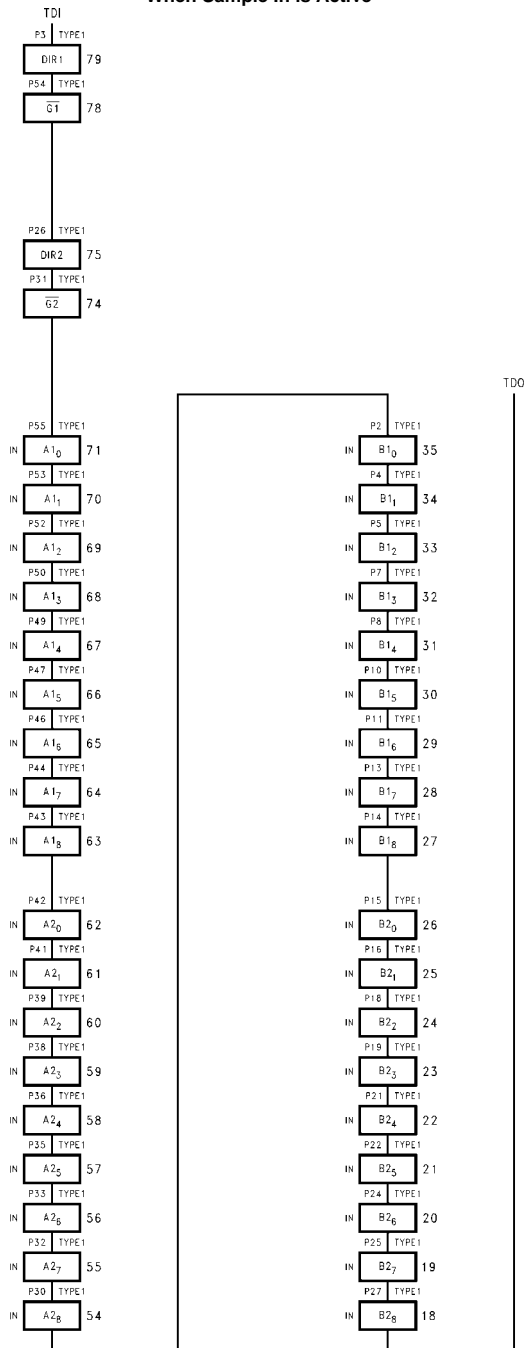 When Sample In is Active
TDI
P3 TYPE1
DIR1 79
P54 TYPE1
G1 78
P26 TYPE1
DIR2 75
P31 TYPE1
G2 74
P55 TYPE1
IN A10 71
P53 TYPE1
IN A11 70
P52 TYPE1
IN A12 69
P50 TYPE1
IN A13 68
P49 TYPE1
IN A14 67
P47 TYPE1
IN A15 66
P46 TYPE1
IN A16 65
P44 TYPE1
IN A17 64
P43 TYPE1
IN A18 63
P42 TYPE1
IN A20 62
P41 TYPE1
IN A21 61
P39 TYPE1
IN A22 60
P38 TYPE1
IN A23 59
P36 TYPE1
IN A24 58
P35 TYPE1
IN A25 57
P33 TYPE1
IN A26 56
P32 TYPE1
IN A27 55
P30 TYPE1
IN A28 54
P2 TYPE1
IN B10 35
P4 TYPE1
IN B11 34
P5 TYPE1
IN B12 33
P7 TYPE1
IN B13 32
P8 TYPE1
IN B14 31
P10 TYPE1
IN B15 30
P11 TYPE1
IN B16 29
P13 TYPE1
IN B17 28
P14 TYPE1
IN B18 27
P15 TYPE1
IN B20 26
P16 TYPE1
IN B21 25
P18 TYPE1
IN B22 24
P19 TYPE1
IN B23 23
P21 TYPE1
IN B24 22
P22 TYPE1
IN B25 21
P24 TYPE1
IN B26 20
P25 TYPE1
IN B27 19
P27 TYPE1
IN B28 18
TDO